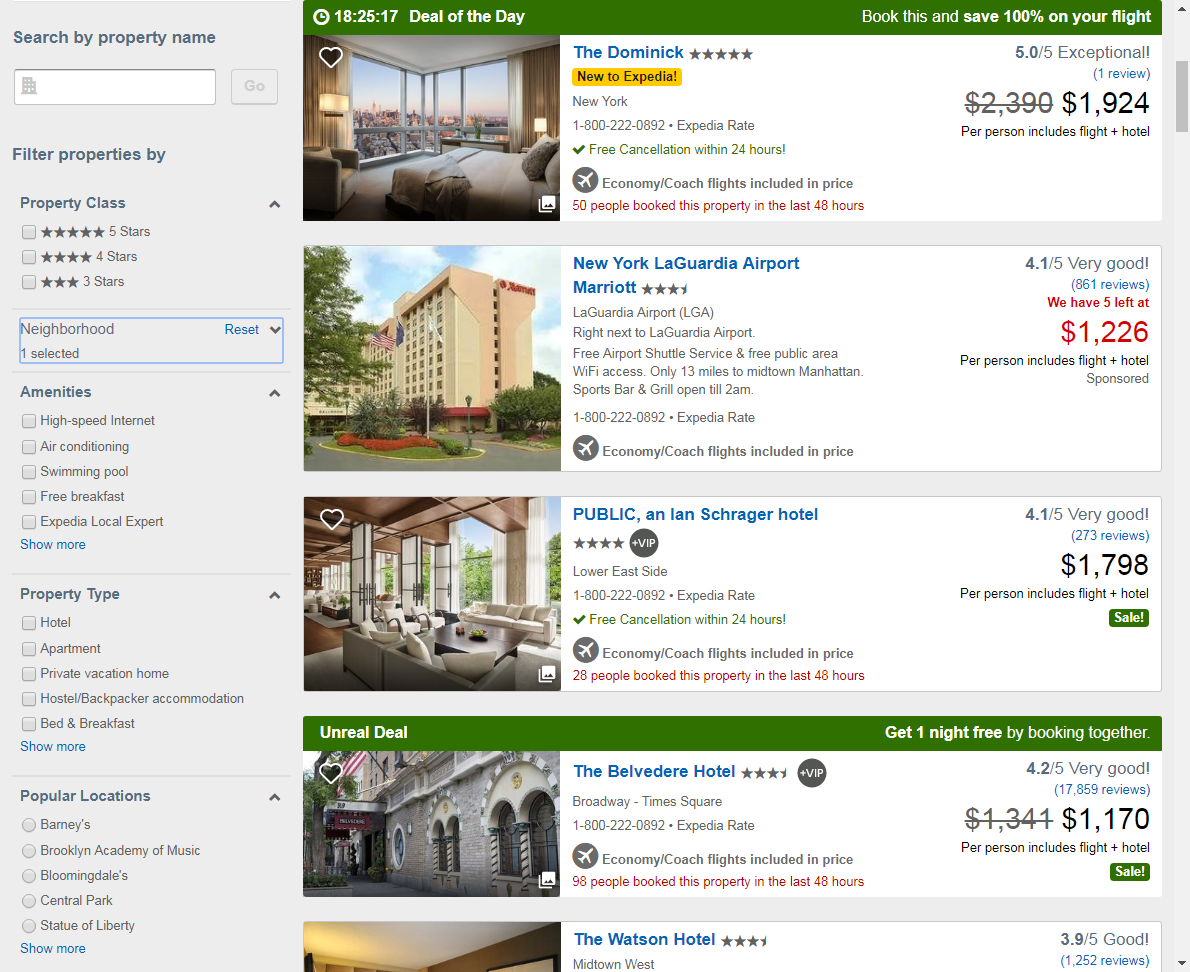 Search by property name
Go
Filter properties by
Property Class
5 Stars
4 Stars
3 Stars
Neighborhood Reset
1 selected
Amenities
High-speed Internet
Air conditioning
Swimming pool
Free breakfast
Expedia Local Expert
Show more
Property Type
Hotel
Apartment
Private vacation home
Hostel/Backpacker accommodation
Bed & Breakfast
Show more
Popular Locations
Barney's
Brooklyn Academy of Music
Bloomingdale's
Central Park
Statue of Liberty
Show more
18:25:17 Deal of the Day Book this and save 100% on your flight
The Dominick
New to Expedia!
New York
1-800-222-0892 • Expedia Rate
Free Cancellation within 24 hours!
Economy/Coach flights included in price
50 people booked this property in the last 48 hours
5.0/5 Exceptional!
(1 review)
$2,390 $1,924
Per person includes flight + hotel
Marriott
New York LaGuardia Airport
Marriott
LaGuardia Airport (LGA)
Right next to LaGuardia Airport.
Free Airport Shuttle Service & free public area
WiFi access. Only 13 miles to midtown Manhattan.
Sports Bar & Grill open till 2am.
1-800-222-0892 • Expedia Rate
Economy/Coach flights included in price
4.1/5 Very good!
(861 reviews)
We have 5 left at
$1,226
Per person includes flight + hotel
Sponsored
PUBLIC, an Ian Schrager hotel
+VIP
Lower East Side
1-800-222-0892 • Expedia Rate
Free Cancellation within 24 hours!
Economy/Coach flights included in price
28 people booked this property in the last 48 hours
4.1/5 Very good!
(273 reviews)
$1,798
Per person includes flight + hotel
Sale!
Unreal Deal Get 1 night free by booking together.
BELVEDERE
The Belvedere Hotel +VIP
Broadway - Times Square
1-800-222-0892 • Expedia Rate
Economy/Coach flights included in price
98 people booked this property in the last 48 hours
4.2/5 Very good!
(17,859 reviews)
$1,341 $1,170
Per person includes flight + hotel
Sale!
The Watson Hotel
Midtown West
3.9/5 Good!
(1,252 reviews)